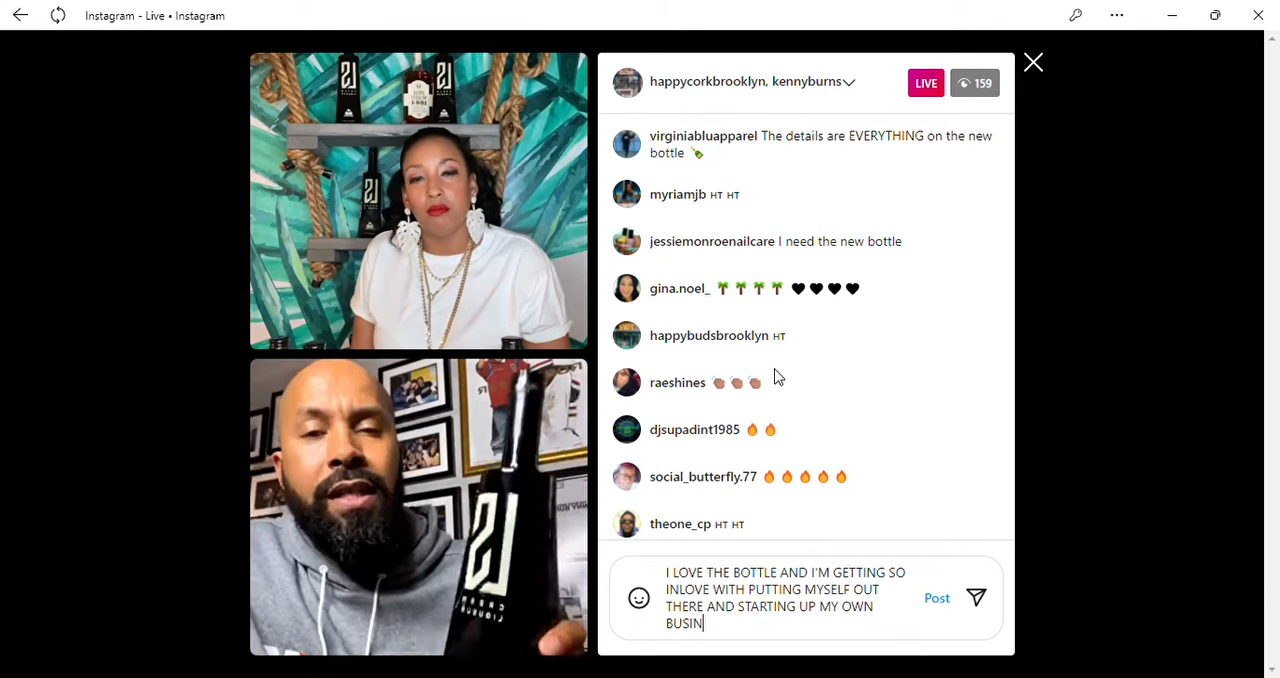 Instagram - Live • Instagram
happycorkbrooklyn, kennyburns
LIVE
159
virginiabluapparel The details are EVERYTHING on the new
bottle 🍾
myriamjb HT HT
jessiemonroenailcare I need the new bottle
gina.noel_ 🌴🌴🌴🌴 🖤🖤🖤🖤
happybudsbrooklyn HT
raeshines 👏🏽👏🏽👏🏽
djsupadint1985 🔥🔥
social_butterfly.77 🔥🔥🔥🔥🔥
theone_cp HT HT
I LOVE THE BOTTLE AND I'M GETTING SO
INLOVE WITH PUTTING MYSELF OUT
THERE AND STARTING UP MY OWN
BUSIN
Post